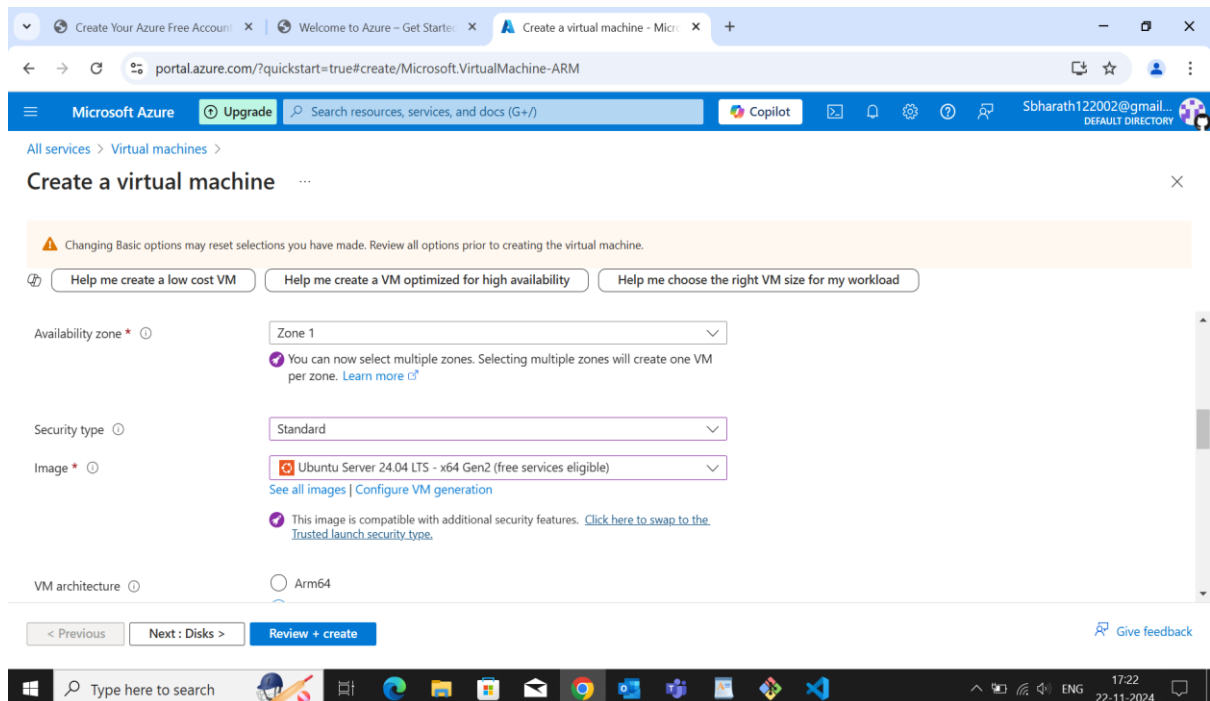 Create Your Azure Free Account
Welcome to Azure – Get Started
Create a virtual machine - Micro
portal.azure.com/?quickstart=true#create/Microsoft.VirtualMachine-ARM
Microsoft Azure
Upgrade
Search resources, services, and docs (G+/)
Copilot
Sbharath122002@gmail...
DEFAULT DIRECTORY
All services > Virtual machines >
Create a virtual machine ...
Changing Basic options may reset selections you have made. Review all options prior to creating the virtual machine.
Help me create a low cost VM
Help me create a VM optimized for high availability
Help me choose the right VM size for my workload
Availability zone *
Zone 1
You can now select multiple zones. Selecting multiple zones will create one VM
per zone. Learn more
Security type
Standard
Image *
Ubuntu Server 24.04 LTS - x64 Gen2 (free services eligible)
See all images | Configure VM generation
This image is compatible with additional security features. Click here to swap to the
Trusted launch security type.
VM architecture
Arm64
< Previous
Next : Disks >
Review + create
Give feedback
Type here to search
ENG
17:22
22-11-2024